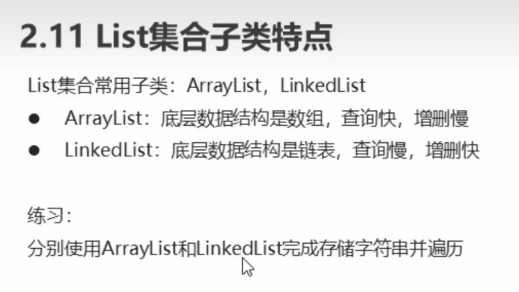 2.11 List集合子类特点
List集合常用子类：ArrayList，LinkedList
● ArrayList：底层数据结构是数组，查询快，增删慢
● LinkedList：底层数据结构是链表，查询慢，增删快
练习：
分别使用ArrayList和LinkedList完成存储字符串并遍历